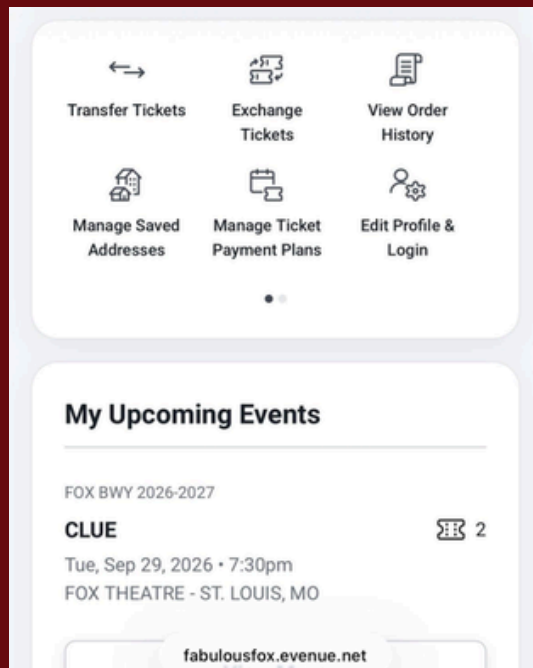 Transfer Tickets
Exchange
Tickets
View Order
History
Manage Saved
Addresses
Manage Ticket
Payment Plans
Edit Profile &
Login
My Upcoming Events
FOX BWY 2026-2027
CLUE
2
Tue, Sep 29, 2026 • 7:30pm
FOX THEATRE - ST. LOUIS, MO
fabulousfox.evenue.net